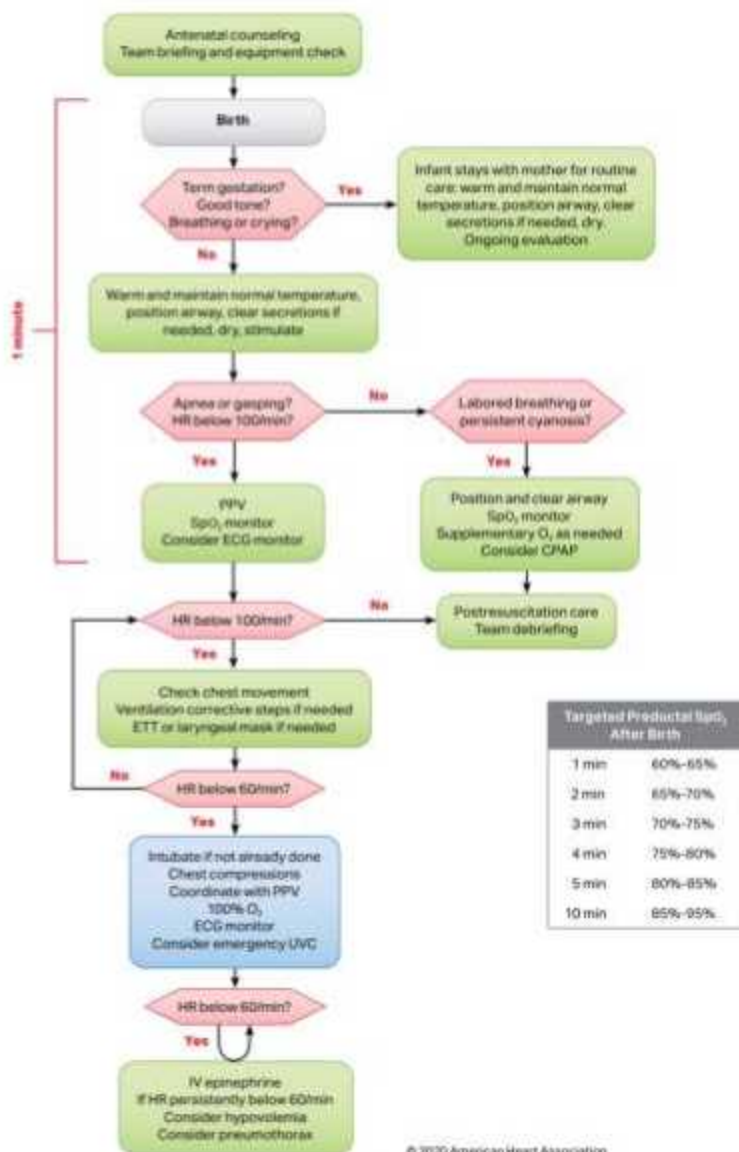 Antenatal counseling
Team briefing and equipment check
Birth
Term gestation?
Good tone?
Breathing or crying?
Yes
Infant stays with mother for routine
care: warm and maintain normal
temperature, position airway, clear
secretions if needed, dry.
Ongoing evaluation
No
1 minute
Warm and maintain normal temperature,
position airway, clear secretions if
needed, dry, stimulate
Apnea or gasping?
HR below 100/min?
No
Labored breathing or
persistent cyanosis?
Yes
Yes
PPV
SpO₂ monitor
Consider ECG monitor
Position and clear airway
SpO₂ monitor
Supplementary O₂ as needed
Consider CPAP
HR below 100/min?
No
Postresuscitation care
Team debriefing
Yes
Check chest movement
Ventilation corrective steps if needed
ETT or laryngeal mask if needed
No
HR below 60/min?
Yes
Intubate if not already done
Chest compressions
Coordinate with PPV
100% O₂
ECG monitor
Consider emergency UVC
HR below 60/min?
Yes
IV epinephrine
If HR persistently below 60/min
Consider hypovolemia
Consider pneumothorax
Targeted Preductal SpO₂
After Birth
1 min 60%-65%
2 min 65%-70%
3 min 70%-75%
4 min 75%-80%
5 min 80%-85%
10 min 85%-95%
© 2020 American Heart Association